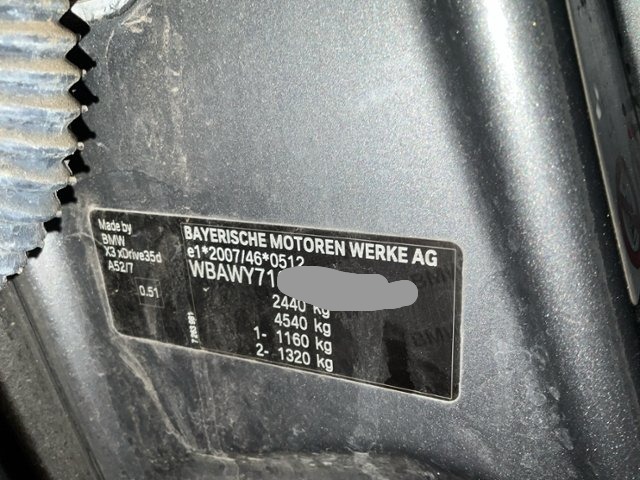 Made by
BMW
X3 xDrive35d
A52/7
0.51
BAYERISCHE MOTOREN WERKE AG
e1*2007/46*0512
WBAWY71
2440 kg
4540 kg
1- 1160 kg
2- 1320 kg